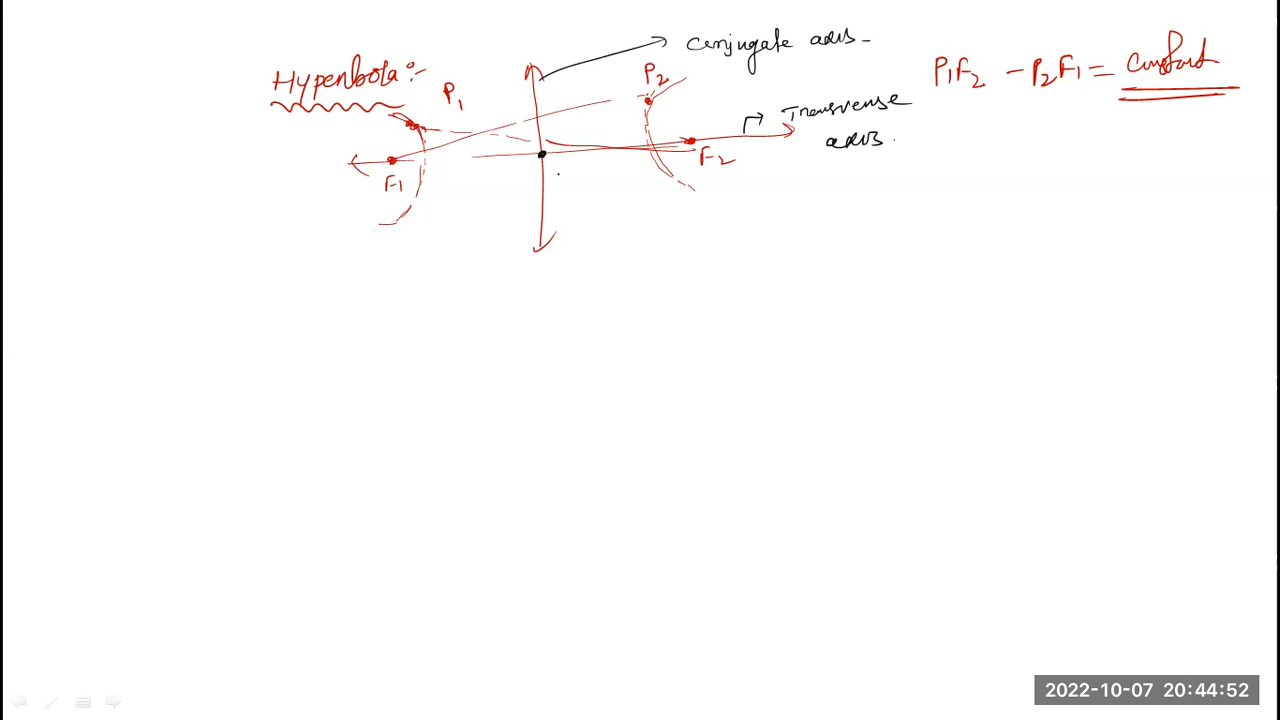 Hyperbola :-
P1
P2
Conjugate axis -
Transverse
axis.
F1
F2
P1F2 - P2F1 = Constant
2022-10-07 20:44:52